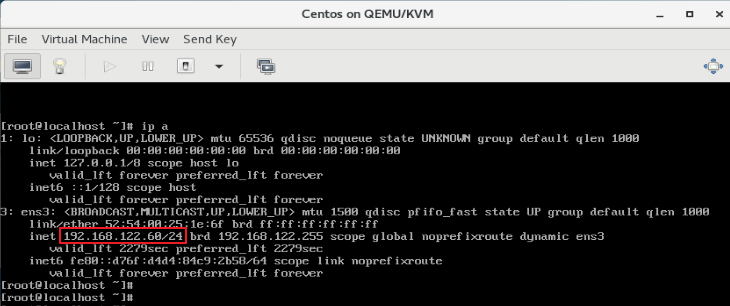 Centos on QEMU/KVM
File Virtual Machine View Send Key
[root@localhost ~]# ip a
1: lo: <LOOPBACK,UP,LOWER_UP> mtu 65536 qdisc noqueue state UNKNOWN group default qlen 1000
link/loopback 00:00:00:00:00:00 brd 00:00:00:00:00:00
inet 127.0.0.1/8 scope host lo
valid_lft forever preferred_lft forever
inet6 ::1/128 scope host
valid_lft forever preferred_lft forever
3: ens3: <BROADCAST,MULTICAST,UP,LOWER_UP> mtu 1500 qdisc pfifo_fast state UP group default qlen 1000
link/ether 52:54:00:25:1e:6f brd ff:ff:ff:ff:ff:ff
inet 192.168.122.60/24 brd 192.168.122.255 scope global noprefixroute dynamic ens3
valid_lft 2279sec preferred_lft 2279sec
inet6 fe80::d76f:d4d4:84c9:2b58/64 scope link noprefixroute
valid_lft forever preferred_lft forever
[root@localhost ~]#
[root@localhost ~]#